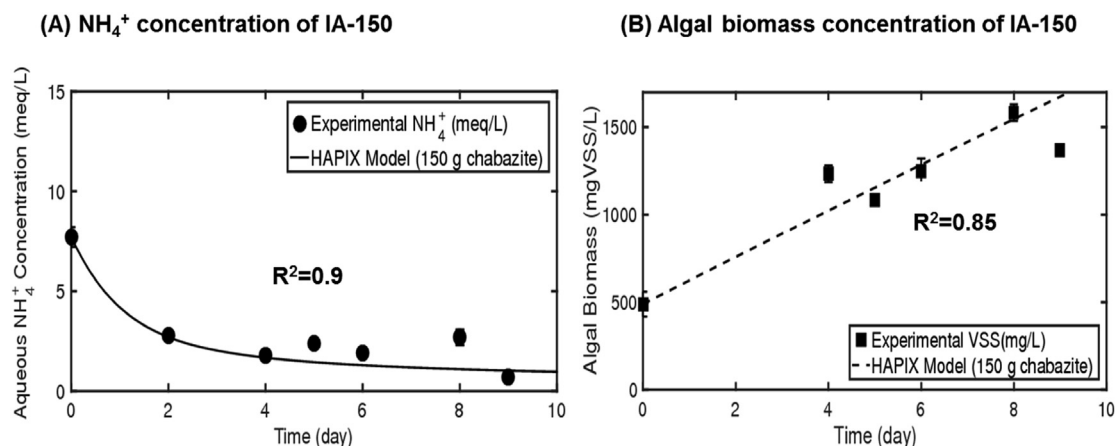 (A) NH₄⁺ concentration of IA-150
(B) Algal biomass concentration of IA-150
Aqueous NH₄⁺ Concentration (meq/L)
15
10
5
0
Experimental NH₄⁺ (meq/L)
HAPIX Model (150 g chabazite)
R²=0.9
0 2 4 6 8 10
Time (day)
Algal Biomass (mgVSS/L)
1500
1000
500
0
R²=0.85
Experimental VSS(mg/L)
HAPIX Model (150 g chabazite)
0 2 4 6 8 10
Time (day)